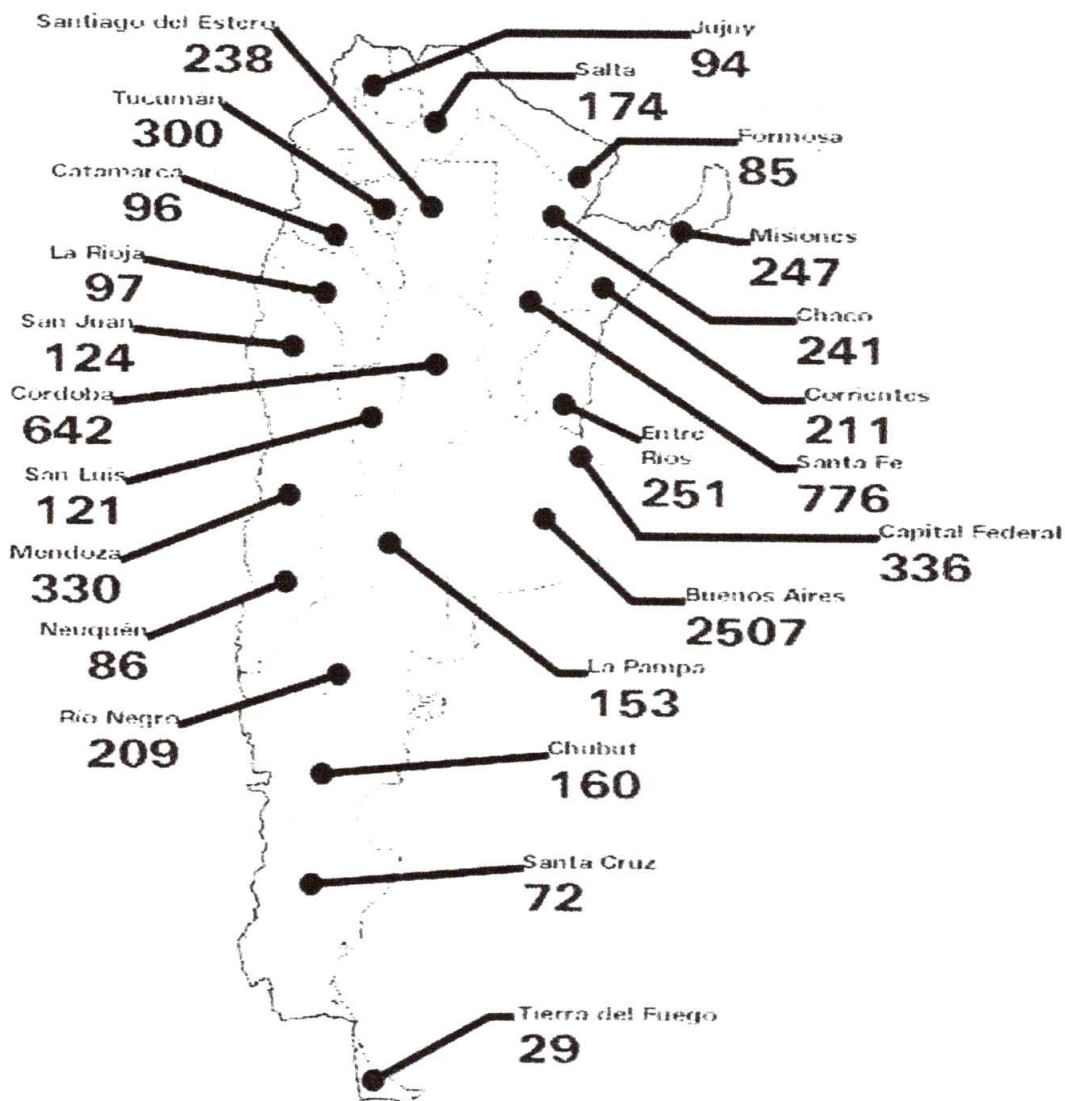 Santiago del Estero
238
Tucumán
300
Catamarca
96
La Rioja
97
San Juan
124
Cordoba
642
San Luis
121
Mendoza
330
Neuquén
86
Río Negro
209
Jujuy
94
Salta
174
Formosa
85
Misiones
247
Chaco
241
Corrientes
211
Entre
Ríos
251
Santa Fe
776
Capital Federal
336
Buenos Aires
2507
La Pampa
153
Chubut
160
Santa Cruz
72
Tierra del Fuego
29